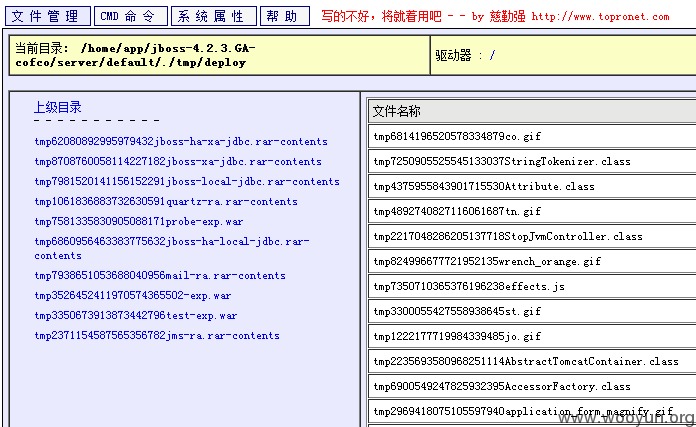 文件管理 CMD 命令 系统属性 帮助 写的不好，将就着用吧 - - by 慈勤强 http://www.topronet.com
当前目录: /home/app/jboss-4.2.3.GA-
cofco/server/default/./tmp/deploy
驱动器 : /
上级目录
- - - - - - - - - - -
tmp62080892995979432jboss-ha-xa-jdbc.rar-contents
tmp8708760058114227182jboss-xa-jdbc.rar-contents
tmp7981520141156152291jboss-local-jdbc.rar-contents
tmp1061836883732630591quartz-ra.rar-contents
tmp7581335830905088171probe-exp.war
tmp6860956463383775632jboss-ha-local-jdbc.rar-
contents
tmp7938651053688040956mail-ra.rar-contents
tmp3526452411970574365502-exp.war
tmp3350673913873442796test-exp.war
tmp2371154587565356782jms-ra.rar-contents
文件名称
tmp6814196520578334879co.gif
tmp7250905525545133037StringTokenizer.class
tmp4375955843901715530Attribute.class
tmp4892740827116061687tn.gif
tmp2217048286205137718StopJvmController.class
tmp824996677721952135wrench_orange.gif
tmp7350710365376196238effects.js
tmp3300055427558938645st.gif
tmp1222177719984339485jo.gif
tmp2235693580968251114AbstractTomcatContainer.class
tmp6900549247825932395AccessorFactory.class
tmp2969418075105597940application_form_magnify.gif
www.wooyun.org